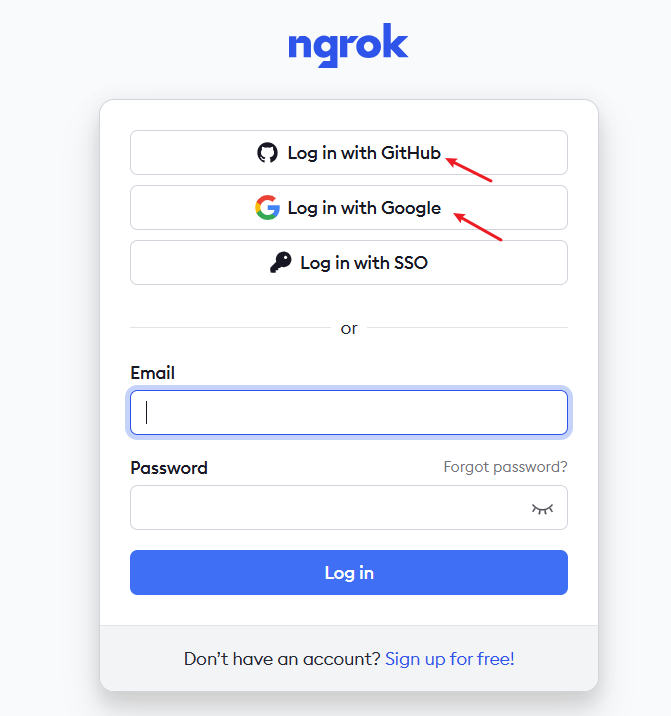 ngrok
Log in with GitHub
Log in with Google
Log in with SSO
or
Email
Password Forgot password?
Log in
Don’t have an account? Sign up for free!